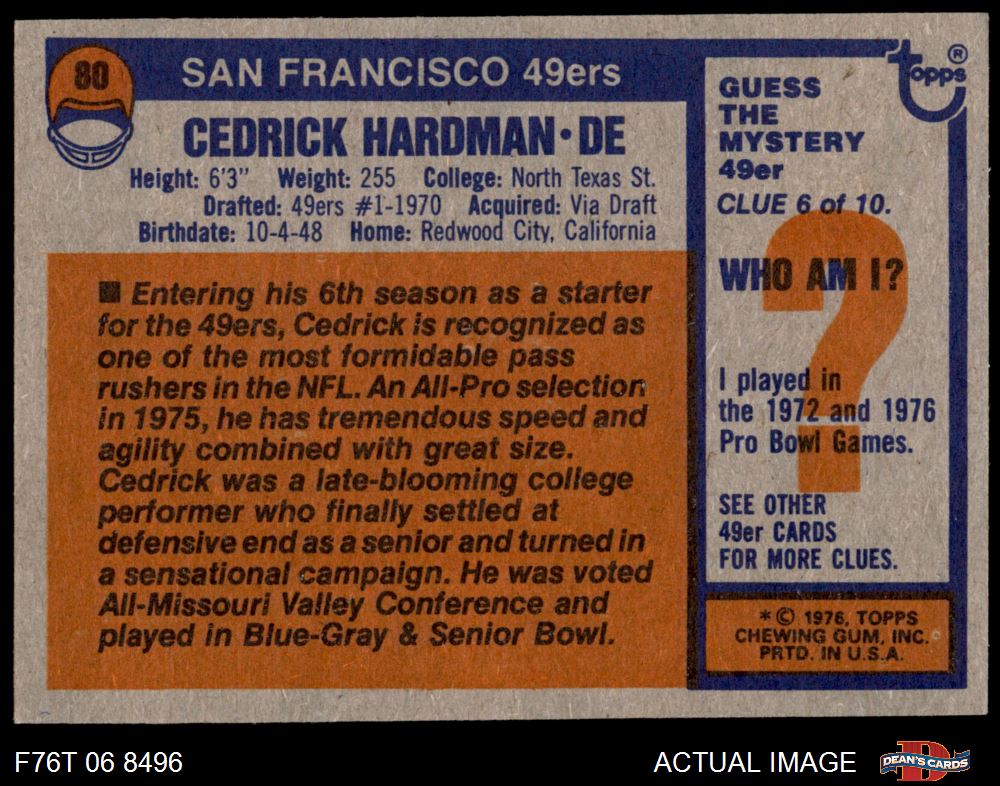 80
SAN FRANCISCO 49ers
CEDRICK HARDMAN • DE
Height: 6'3" Weight: 255 College: North Texas St.
Drafted: 49ers #1-1970 Acquired: Via Draft
Birthdate: 10-4-48 Home: Redwood City, California
■ Entering his 6th season as a starter
for the 49ers, Cedrick is recognized as
one of the most formidable pass
rushers in the NFL. An All-Pro selection
in 1975, he has tremendous speed and
agility combined with great size.
Cedrick was a late-blooming college
performer who finally settled at
defensive end as a senior and turned in
a sensational campaign. He was voted
All-Missouri Valley Conference and
played in Blue-Gray & Senior Bowl.
Topps ®
GUESS
THE
MYSTERY
49er
CLUE 6 of 10.
?
WHO AM I?
I played in
the 1972 and 1976
Pro Bowl Games.
SEE OTHER
49er CARDS
FOR MORE CLUES.
* © 1976, TOPPS
CHEWING GUM, INC.
PRTD. IN U.S.A.
F76T 06 8496
ACTUAL IMAGE
D
DEAN'S CARDS